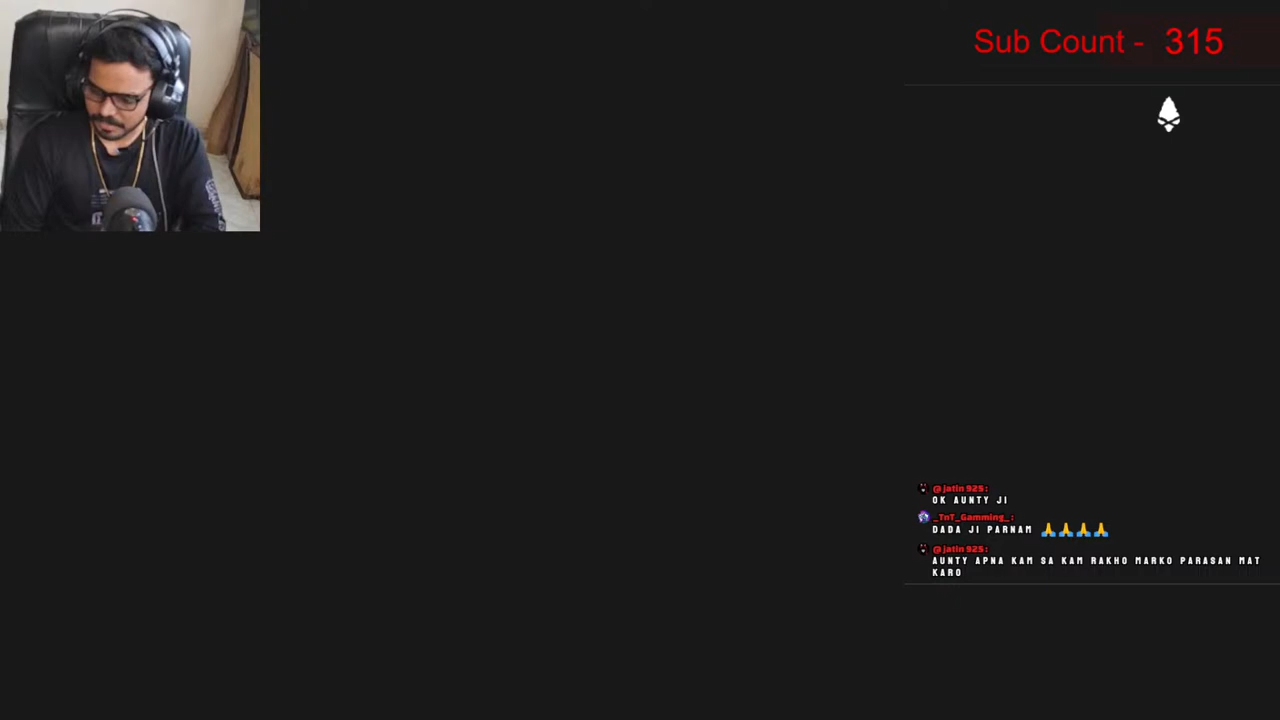 Sub Count - 315
@jatin 925:
OK AUNTY JI
_TnT_Gamming_:
DADA JI PARNAM 🙏🙏🙏🙏
@jatin 925:
AUNTY APNA KAM SA KAM RAKHO MARKO PARASAN MAT
KARO